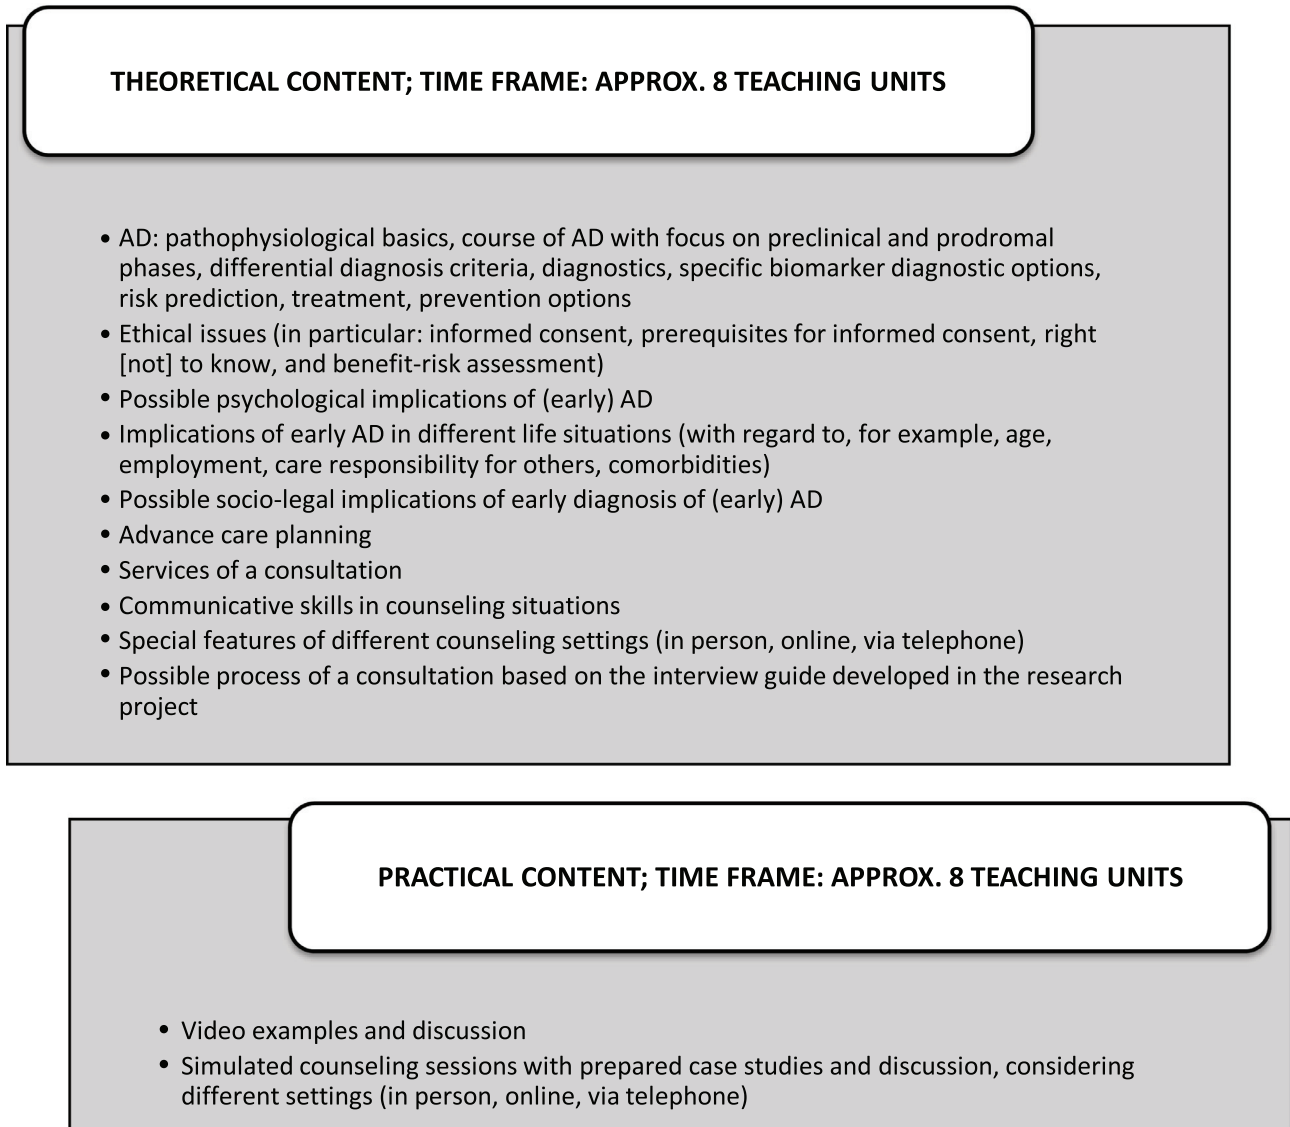 THEORETICAL CONTENT; TIME FRAME: APPROX. 8 TEACHING UNITS
• AD: pathophysiological basics, course of AD with focus on preclinical and prodromal
phases, differential diagnosis criteria, diagnostics, specific biomarker diagnostic options,
risk prediction, treatment, prevention options
• Ethical issues (in particular: informed consent, prerequisites for informed consent, right
[not] to know, and benefit-risk assessment)
• Possible psychological implications of (early) AD
• Implications of early AD in different life situations (with regard to, for example, age,
employment, care responsibility for others, comorbidities)
• Possible socio-legal implications of early diagnosis of (early) AD
• Advance care planning
• Services of a consultation
• Communicative skills in counseling situations
• Special features of different counseling settings (in person, online, via telephone)
• Possible process of a consultation based on the interview guide developed in the research
project
PRACTICAL CONTENT; TIME FRAME: APPROX. 8 TEACHING UNITS
• Video examples and discussion
• Simulated counseling sessions with prepared case studies and discussion, considering
different settings (in person, online, via telephone)